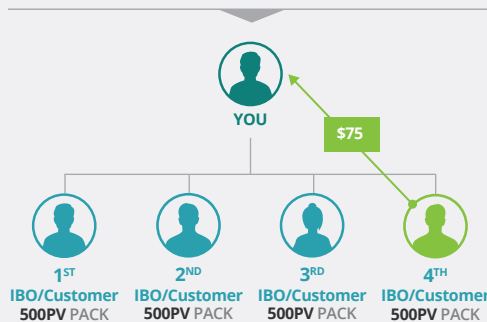 YOU
$75
1ST
IBO/Customer
500PV PACK
2ND
IBO/Customer
500PV PACK
3RD
IBO/Customer
500PV PACK
4TH
IBO/Customer
500PV PACK